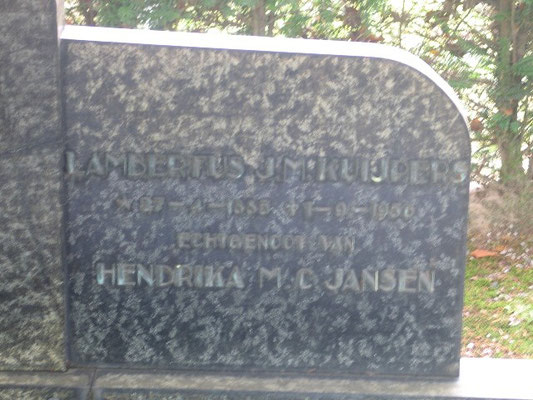 LAMBERTUS J.M. KUIJPERS
ECHTGENOOT VAN
HENDRIKA M C JANSEN